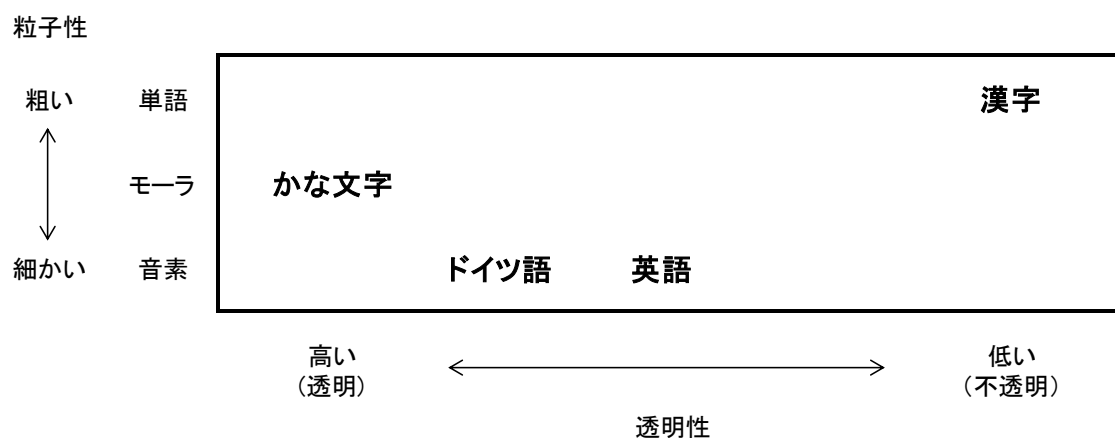 粒子性
粗い 単語 漢字
モーラ かな文字
細かい 音素 ドイツ語 英語
高い 低い
(透明) (不透明)
透明性